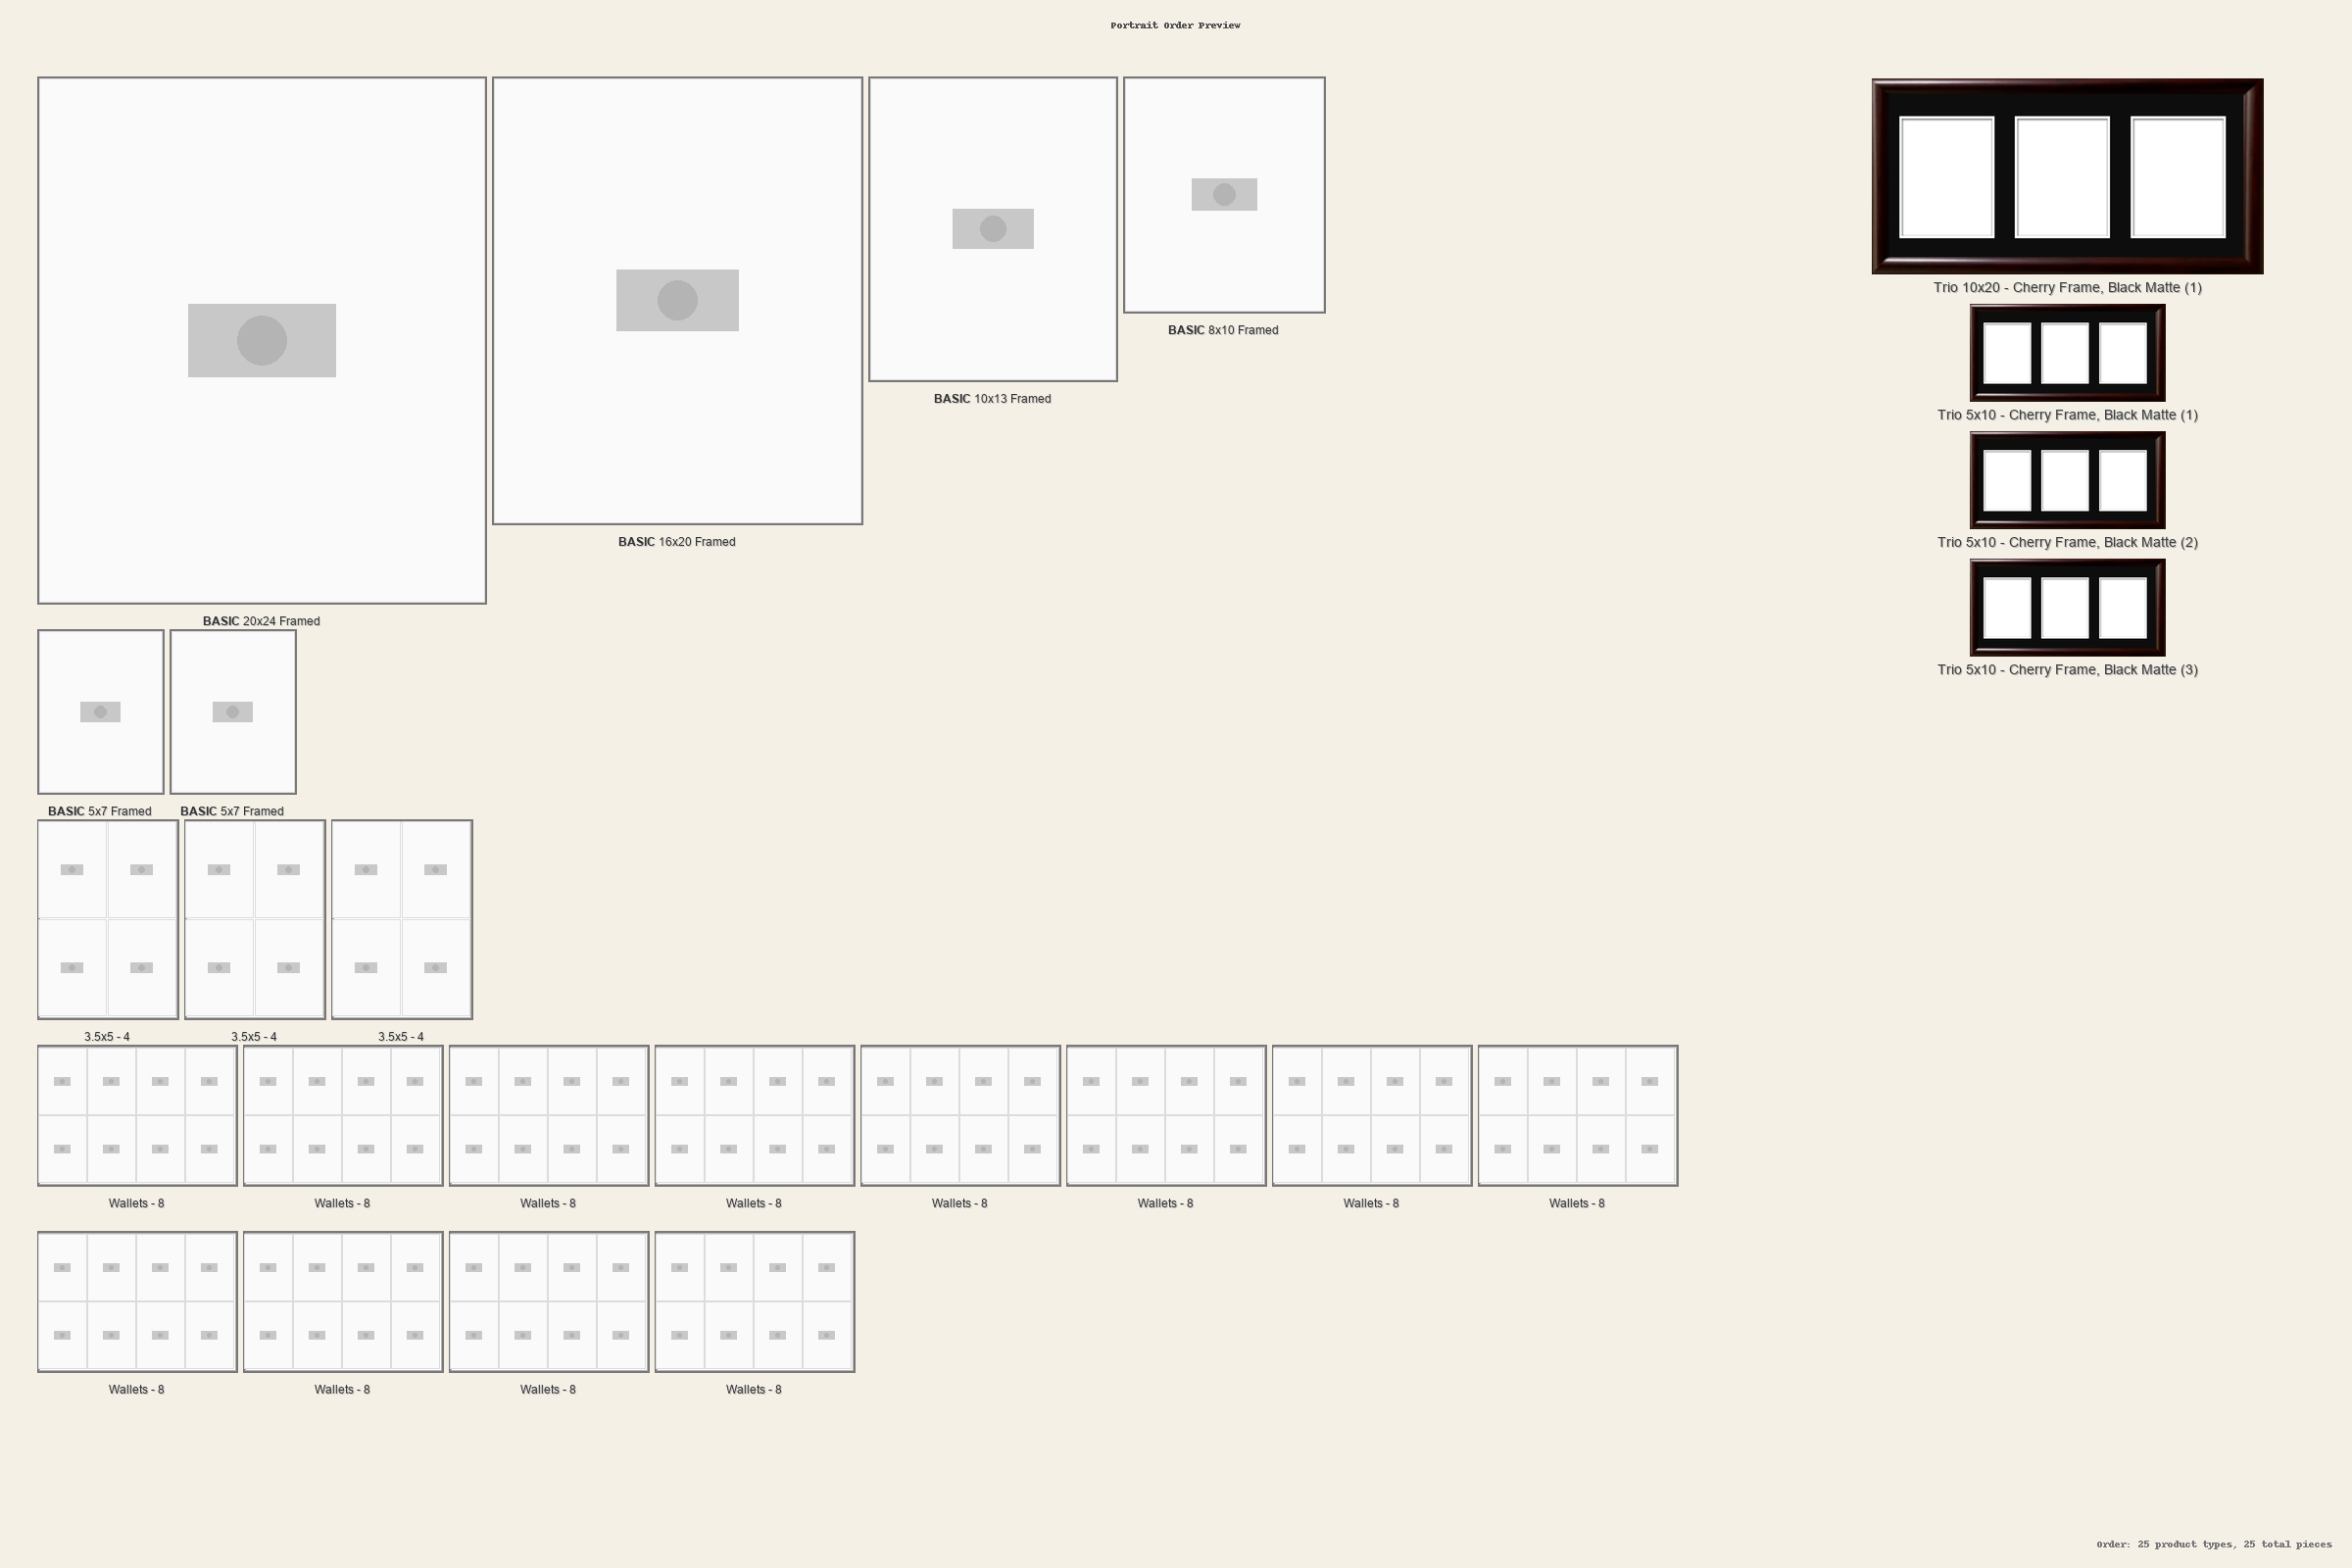 Portrait Order Preview
BASIC 20x24 Framed
BASIC 16x20 Framed
BASIC 10x13 Framed
BASIC 8x10 Framed
Trio 10x20 - Cherry Frame, Black Matte (1)
Trio 5x10 - Cherry Frame, Black Matte (1)
Trio 5x10 - Cherry Frame, Black Matte (2)
Trio 5x10 - Cherry Frame, Black Matte (3)
BASIC 5x7 Framed
BASIC 5x7 Framed
3.5x5 - 4
3.5x5 - 4
3.5x5 - 4
Wallets - 8
Wallets - 8
Wallets - 8
Wallets - 8
Wallets - 8
Wallets - 8
Wallets - 8
Wallets - 8
Wallets - 8
Wallets - 8
Wallets - 8
Wallets - 8
Order: 25 product types, 25 total pieces